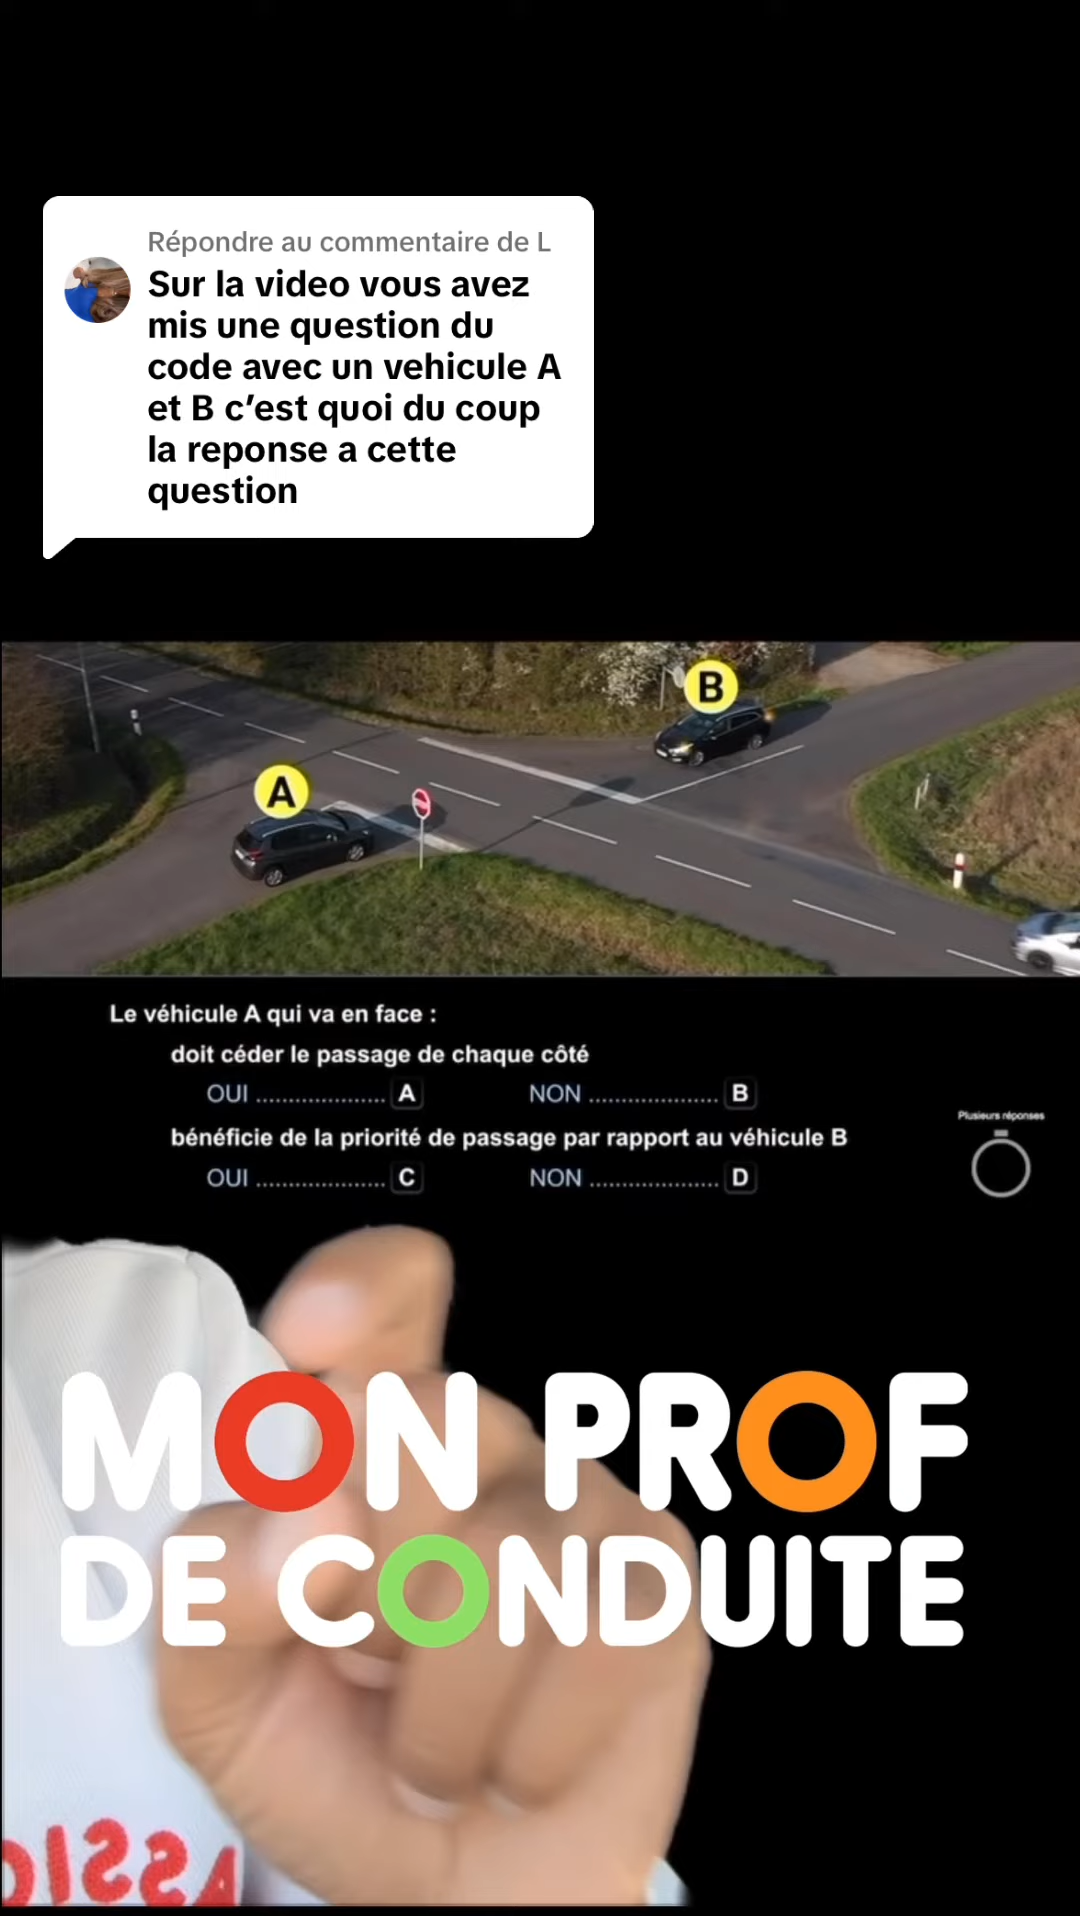 Répondre au commentaire de L
Sur la video vous avez
mis une question du
code avec un vehicule A
et B c’est quoi du coup
la reponse a cette
question
B
A
Le véhicule A qui va en face :
doit céder le passage de chaque côté
OUI .................... A NON .................... B
bénéficie de la priorité de passage par rapport au véhicule B
OUI .................... C NON .................... D
Plusieurs réponses
MON PROF
DE CONDUITE
ASSIO